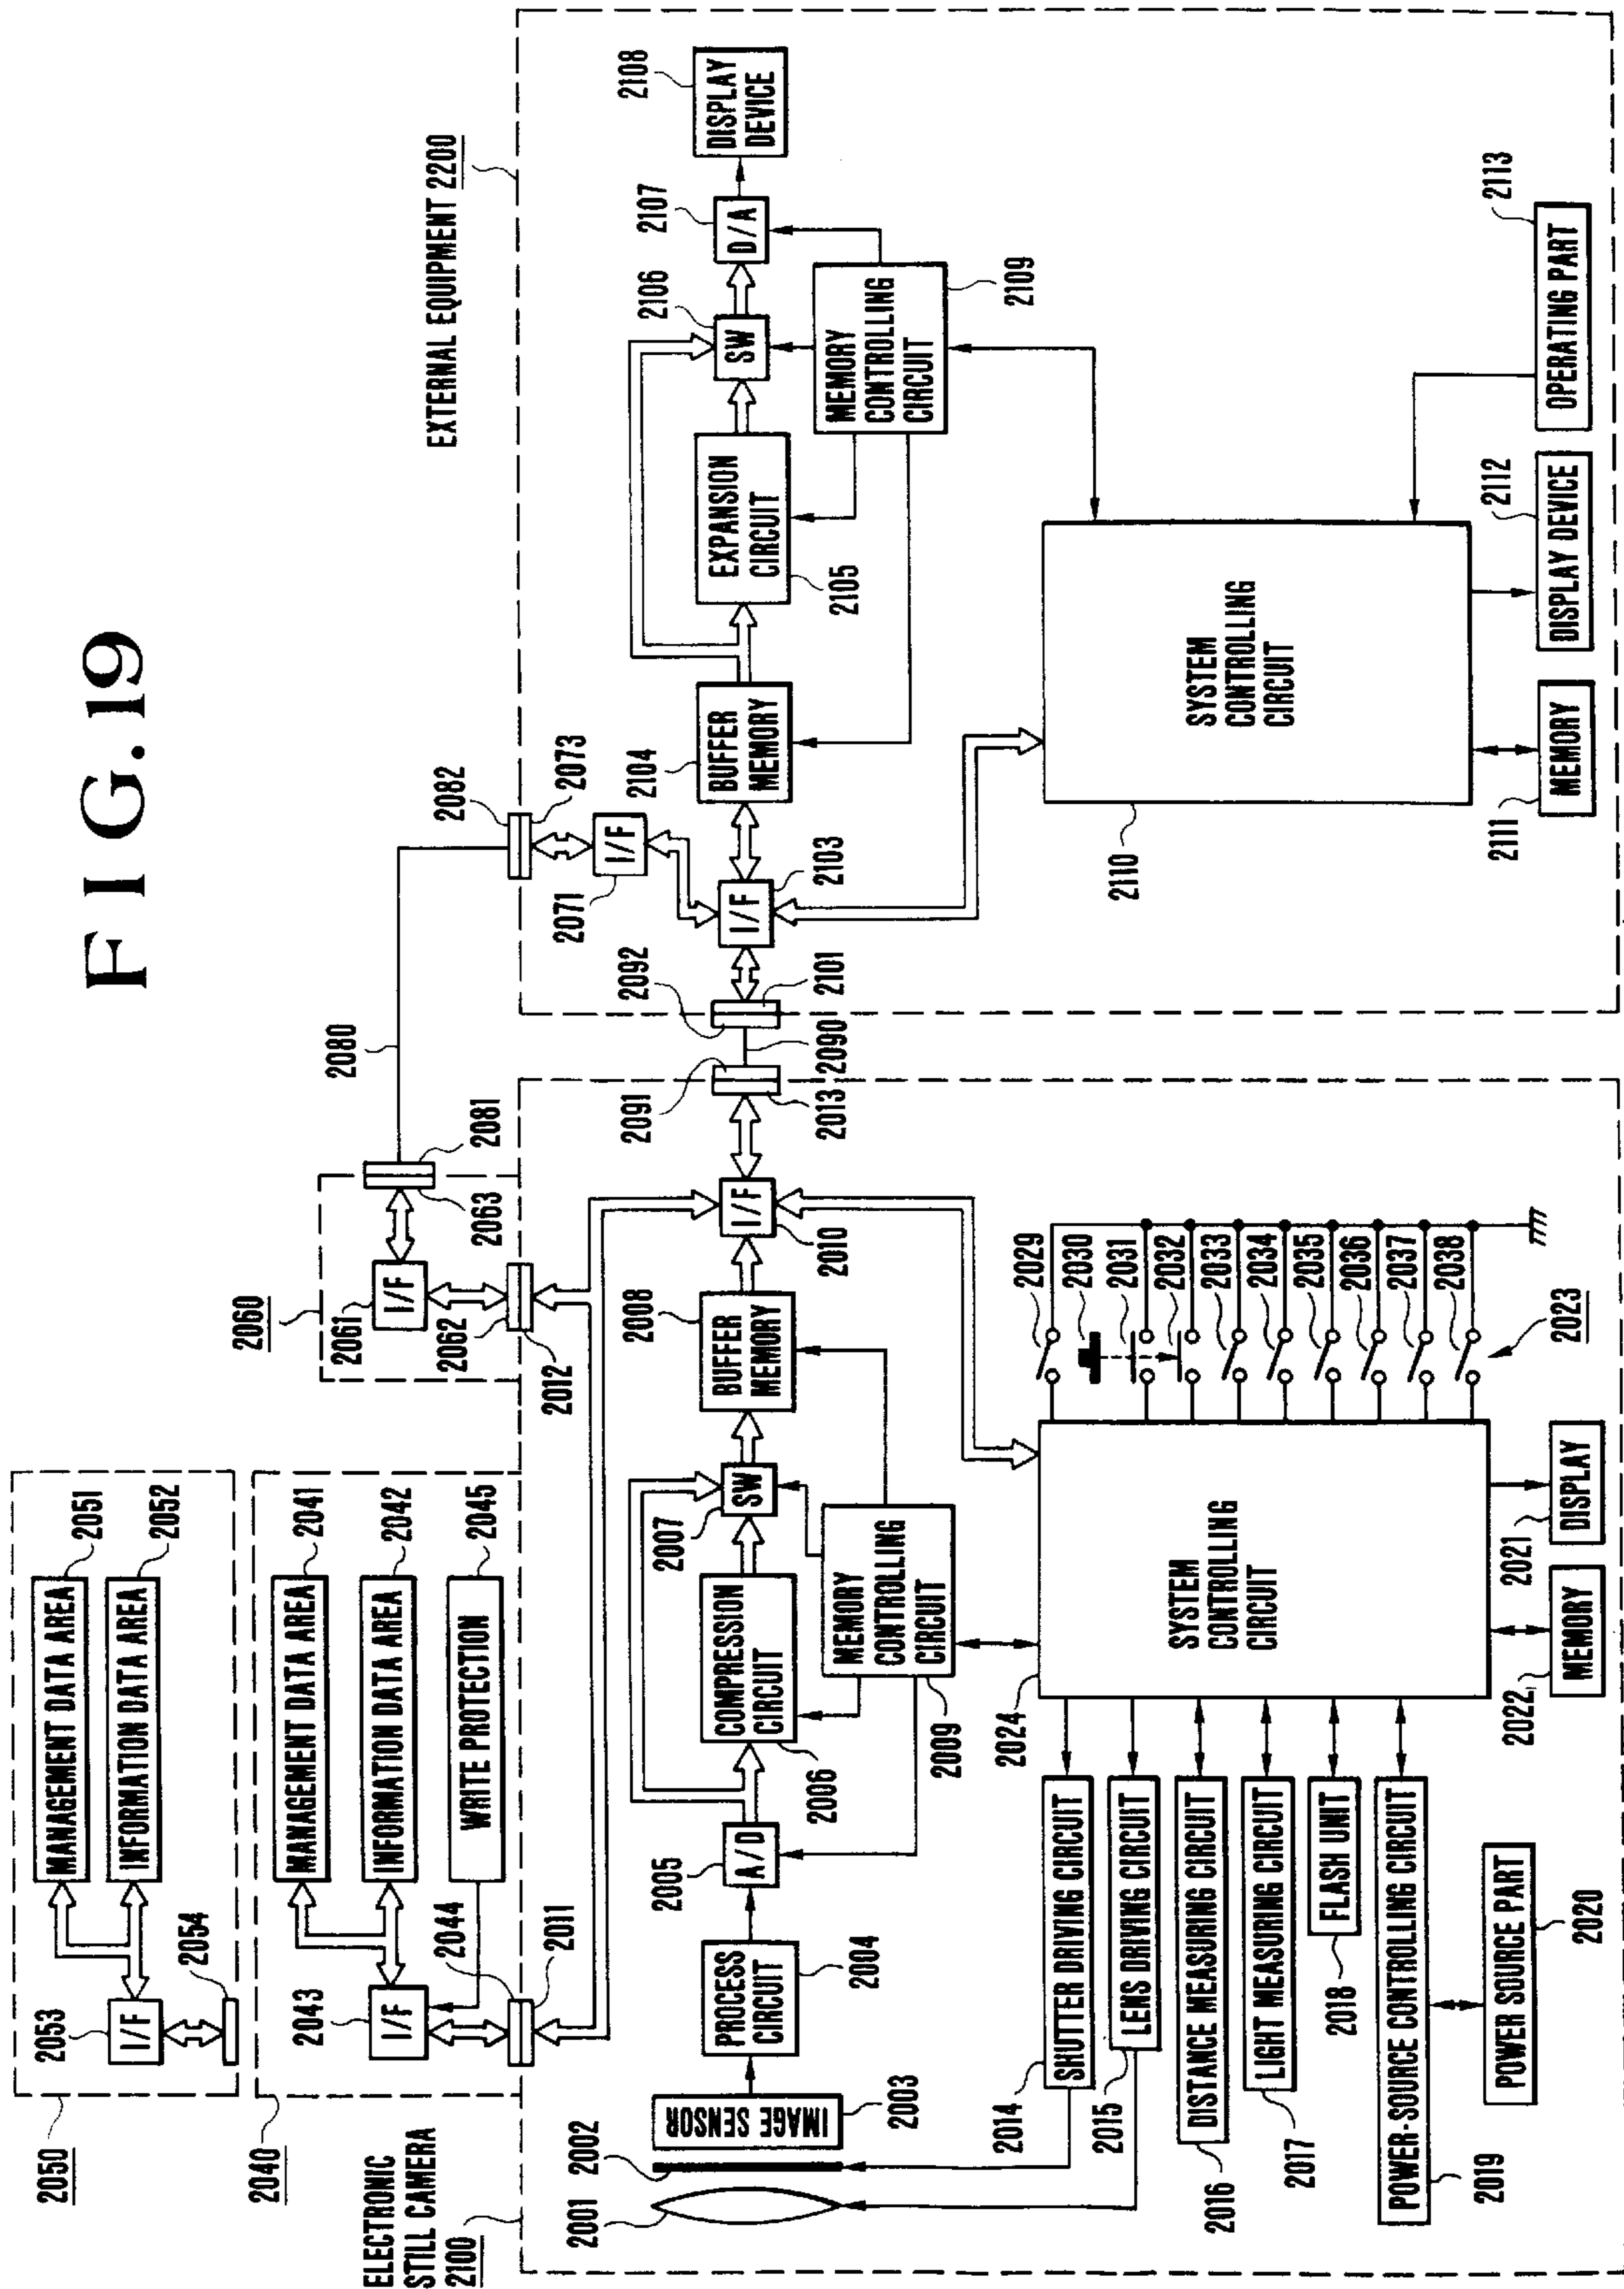 FIG.19
2050
2053
I/F
2054
MANAGEMENT DATA AREA
2051
INFORMATION DATA AREA
2052
2040
2043
I/F
2044
2011
MANAGEMENT DATA AREA
2041
INFORMATION DATA AREA
2042
WRITE PROTECTION
2045
2060
2061
I/F
2062
2012
2063
2081
2080
2082
2073
I/F
2071
ELECTRONIC
STILL CAMERA
2100
2001
2002
IMAGE SENSOR
2003
PROCESS
CIRCUIT
2004
2005
A/D
COMPRESSION
CIRCUIT
2006
2007
SW
BUFFER
MEMORY
2008
I/F
2010
MEMORY
CONTROLLING
CIRCUIT
2009
2091
2013
2090
2092
2101
2014
SHUTTER DRIVING CIRCUIT
2015
LENS DRIVING CIRCUIT
2016
DISTANCE MEASURING CIRCUIT
2017
LIGHT MEASURING CIRCUIT
2018
FLASH UNIT
2019
POWER-SOURCE CONTROLLING CIRCUIT
POWER SOURCE PART
2020
2024
SYSTEM
CONTROLLING
CIRCUIT
2022
MEMORY
2021
DISPLAY
2029
2030
2031
2032
2033
2034
2035
2036
2037
2038
2023
EXTERNAL EQUIPMENT 2200
I/F
2103
2104
BUFFER
MEMORY
EXPANSION
CIRCUIT
2105
2106
SW
2107
D/A
2108
DISPLAY
DEVICE
MEMORY
CONTROLLING
CIRCUIT
2109
SYSTEM
CONTROLLING
CIRCUIT
2110
2111
MEMORY
2112
DISPLAY DEVICE
2113
OPERATING PART